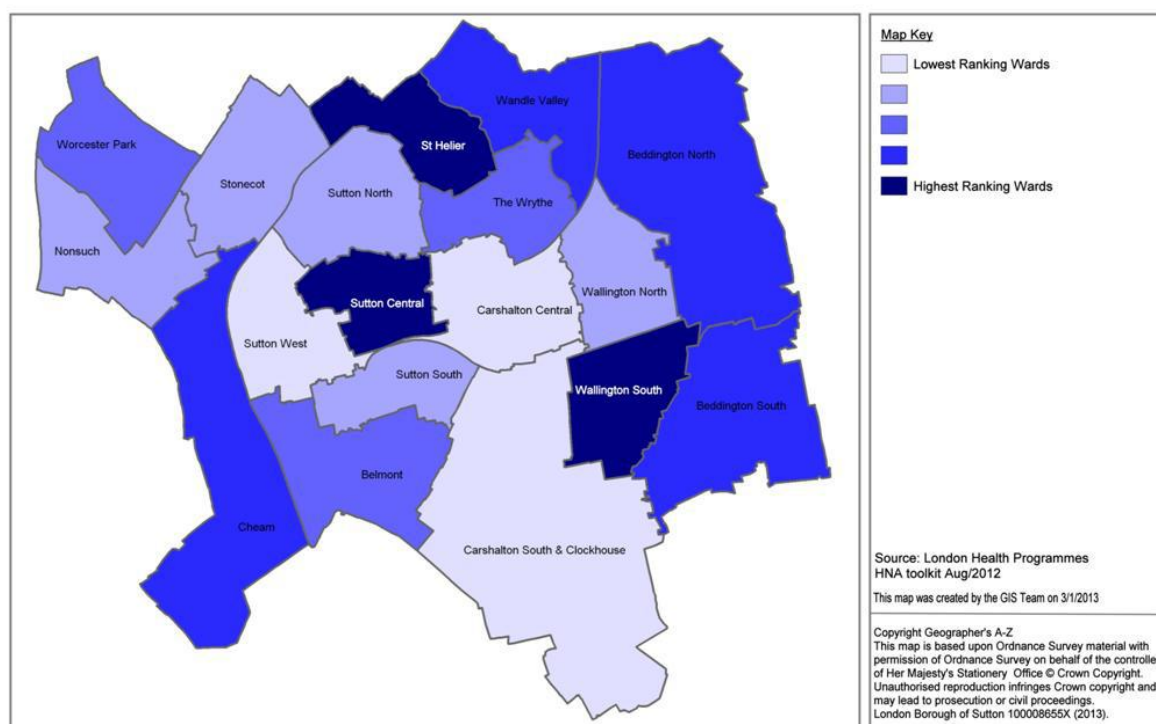 Map Key
Lowest Ranking Wards
Highest Ranking Wards
Wandle Valley
St Helier
Worcester Park
Beddington North
Stonecot
Sutton North
The Wrythe
Nonsuch
Wallington North
Sutton Central
Carshalton Central
Sutton West
Sutton South
Wallington South
Beddington South
Belmont
Cheam
Carshalton South & Clockhouse
Source: London Health Programmes
HNA toolkit Aug/2012
This map was created by the GIS Team on 3/1/2013
Copyright Geographer's A-Z
This map is based upon Ordnance Survey material with
permission of Ordnance Survey on behalf of the controlle
of Her Majesty's Stationery Office © Crown Copyright.
Unauthorised reproduction infringes Crown copyright and
may lead to prosecution or civil proceedings.
London Borough of Sutton 100008655X (2013).